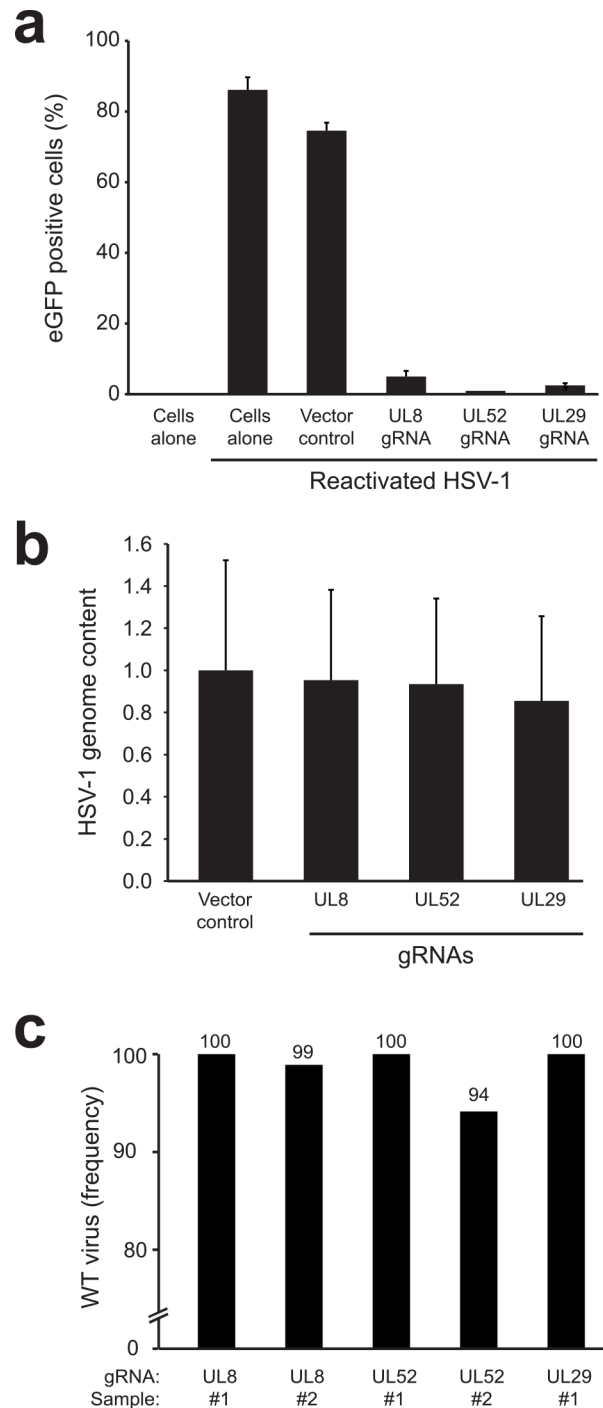 a
100
80
60
40
20
0
eGFP positive cells (%)
Cells alone
Cells alone
Vector control
UL8 gRNA
UL52 gRNA
UL29 gRNA
Reactivated HSV-1
b
1.6
1.4
1.2
1.0
0.8
0.6
0.4
0.2
0.0
HSV-1 genome content
Vector control
UL8
UL52
UL29
gRNAs
c
100
90
80
0
WT virus (frequency)
100
99
100
94
100
gRNA: UL8 UL8 UL52 UL52 UL29
Sample: #1 #2 #1 #2 #1